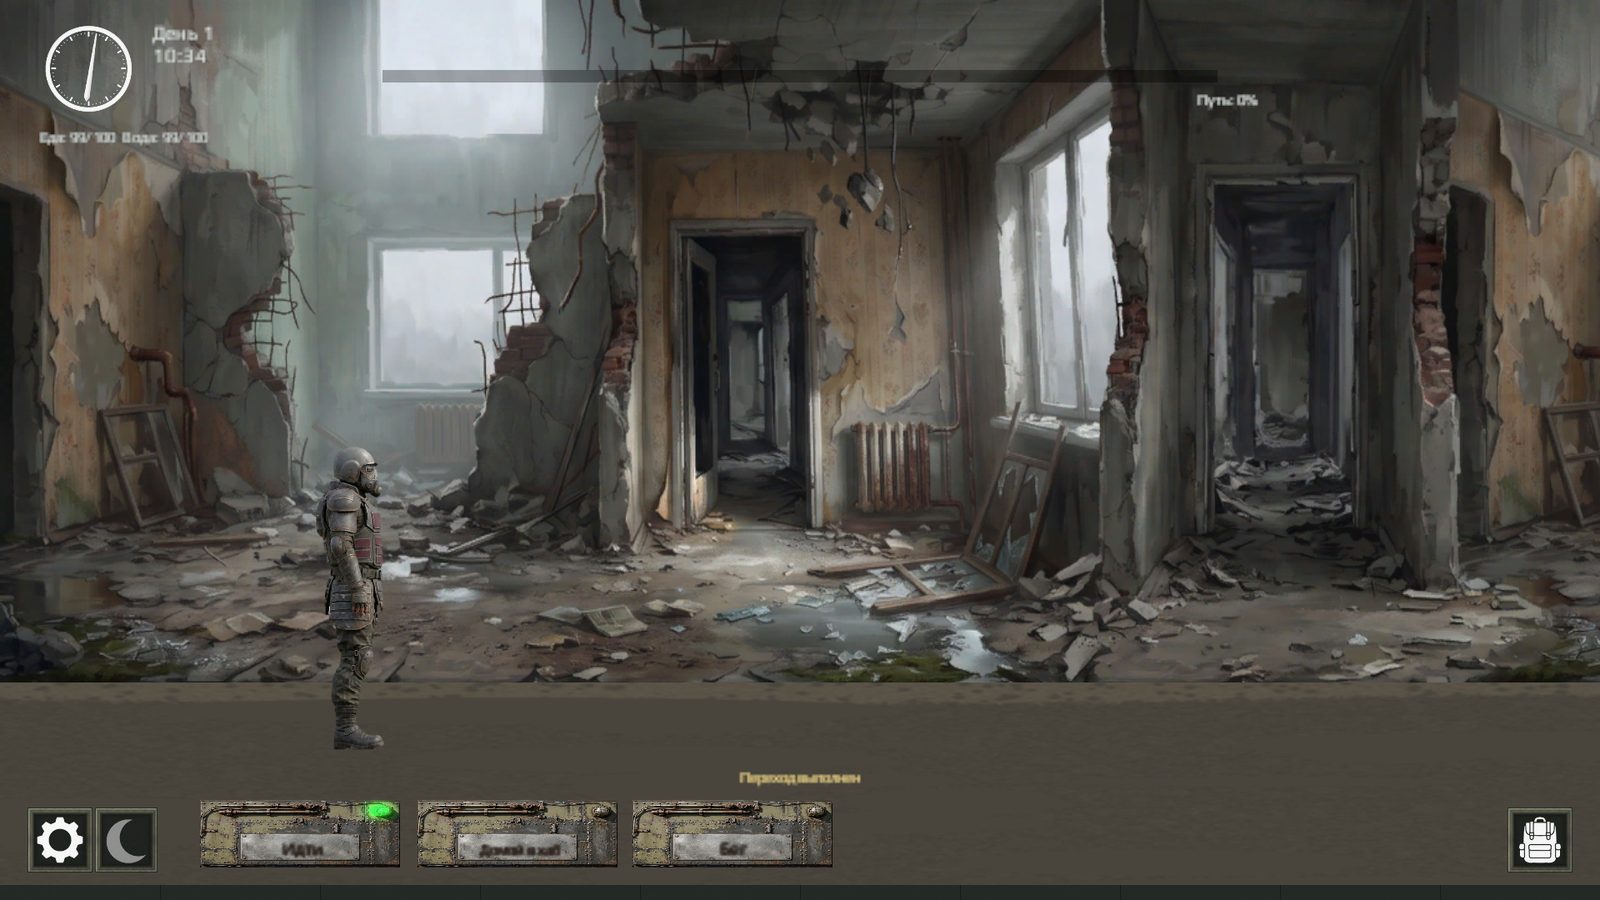 День 1
10:34
Еда: 99/100 Вода: 99/100
Путь: 0%
Переход выполнен
Идти
Домой в хаб
Бег